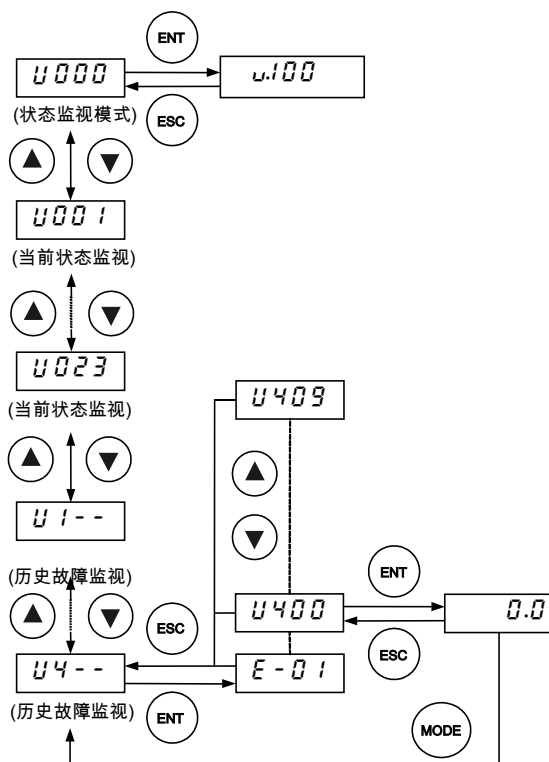 ENT
U000
u.100
(状态监视模式)
ESC
▲ ▼
U001
(当前状态监视)
▲ ▼
U023
(当前状态监视)
U409
▲ ▼
▲
U1--
▼
(历史故障监视)
ENT
▲ ▼
ESC
U400
0.0
ESC
U4--
E-01
(历史故障监视)
ENT
MODE